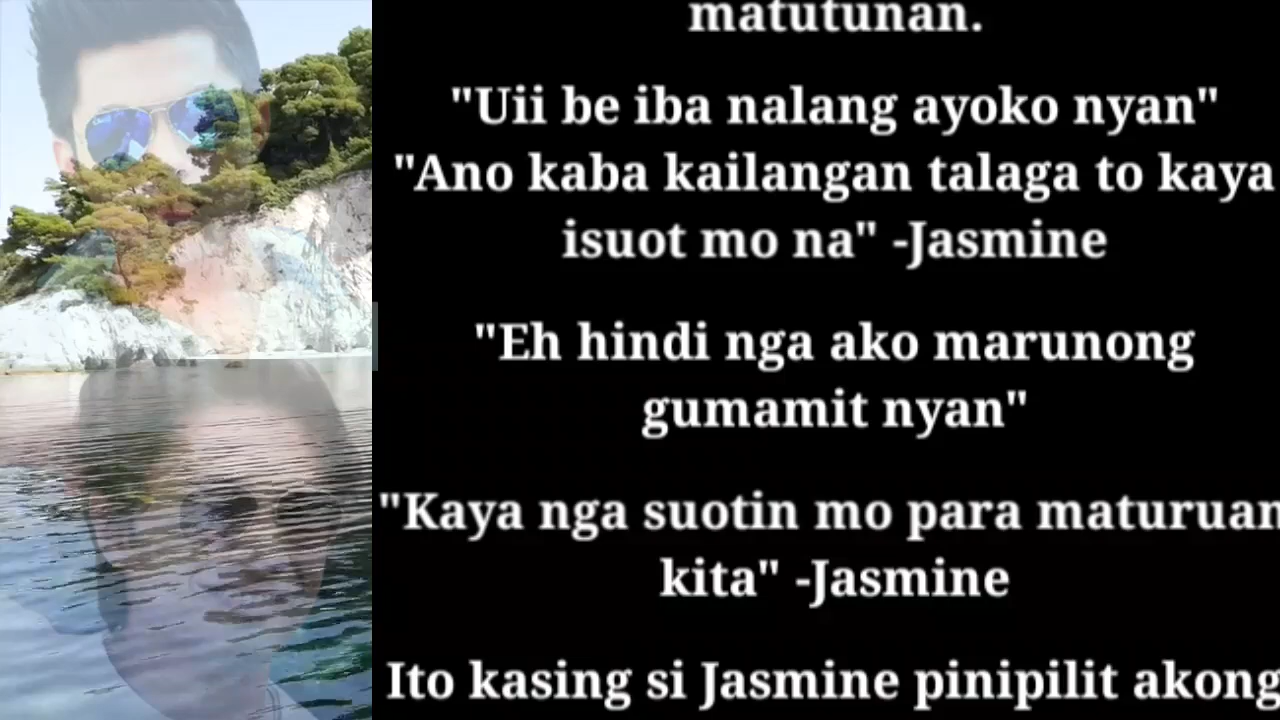 matutunan.
"Uii be iba nalang ayoko nyan"
"Ano kaba kailangan talaga to kaya
isuot mo na" -Jasmine
"Eh hindi nga ako marunong
gumamit nyan"
"Kaya nga suotin mo para maturuan
kita" -Jasmine
Ito kasing si Jasmine pinipilit akong